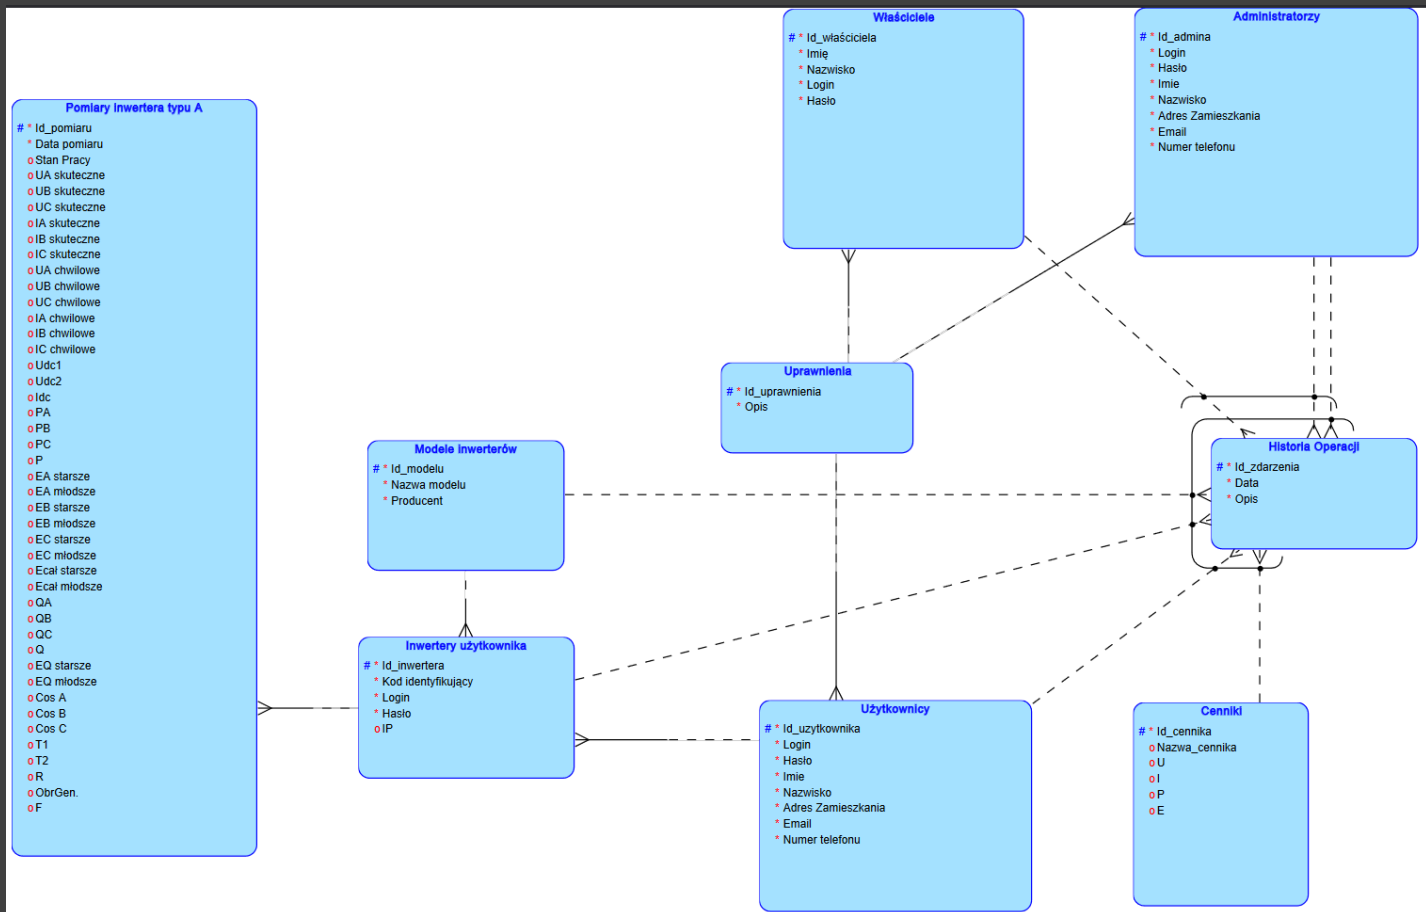 Właściciele
# * Id_właściciela
* Imię
* Nazwisko
* Login
* Hasło
Administratorzy
# * Id_admina
* Login
* Hasło
* Imie
* Nazwisko
* Adres Zamieszkania
* Email
* Numer telefonu
Pomiary Inwertera typu A
# * Id_pomiaru
* Data pomiaru
o Stan Pracy
o UA skuteczne
o UB skuteczne
o UC skuteczne
o IA skuteczne
o IB skuteczne
o IC skuteczne
o UA chwilowe
o UB chwilowe
o UC chwilowe
o IA chwilowe
o IB chwilowe
o IC chwilowe
o Udc1
o Udc2
o Idc
o PA
o PB
o PC
o P
o EA starsze
o EA młodsze
o EB starsze
o EB młodsze
o EC starsze
o EC młodsze
o Ecał starsze
o Ecał młodsze
o QA
o QB
o QC
o Q
o EQ starsze
o EQ młodsze
o Cos A
o Cos B
o Cos C
o T1
o T2
o R
o ObrGen.
o F
Uprawnienia
# * Id_uprawnienia
* Opis
Modele inwerterów
# * Id_modelu
* Nazwa modelu
* Producent
Historia Operacji
# * Id_zdarzenia
* Data
* Opis
Inwertery użytkownika
# * Id_inwertera
* Kod identyfikujący
* Login
* Hasło
o IP
Użytkownicy
# * Id_uzytkownika
* Login
* Hasło
* Imie
* Nazwisko
* Adres Zamieszkania
* Email
* Numer telefonu
Cenniki
# * Id_cennika
o Nazwa_cennika
o U
o I
o P
o E